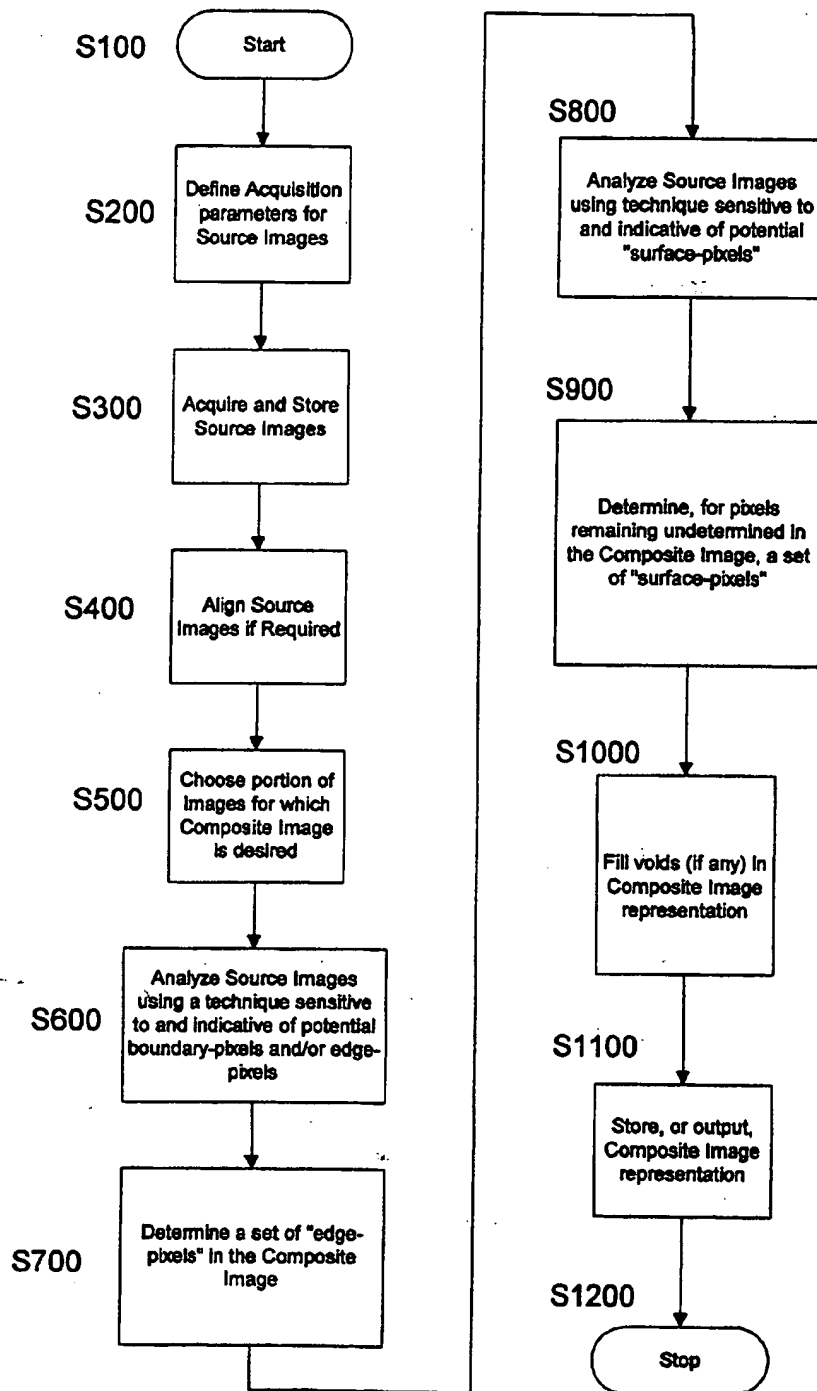 S100
Start
S200
Define Acquisition
parameters for
Source Images
S300
Acquire and Store
Source Images
S400
Align Source
Images if Required
S500
Choose portion of
Images for which
Composite Image
is desired
S600
Analyze Source Images
using a technique sensitive
to and indicative of potential
boundary-pixels and/or edge-
pixels
S700
Determine a set of "edge-
pixels" in the Composite
Image
S800
Analyze Source Images
using technique sensitive to
and indicative of potential
"surface-pixels"
S900
Determine, for pixels
remaining undetermined in
the Composite Image, a set
of "surface-pixels"
S1000
Fill voids (if any) in
Composite Image
representation
S1100
Store, or output,
Composite Image
representation
S1200
Stop